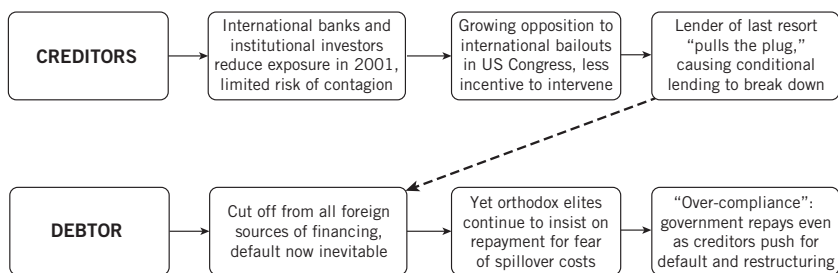 CREDITORS
International banks and
institutional investors
reduce exposure in 2001,
limited risk of contagion
Growing opposition to
international bailouts
in US Congress, less
incentive to intervene
Lender of last resort
“pulls the plug,”
causing conditional
lending to break down
DEBTOR
Cut off from all foreign
sources of financing,
default now inevitable
Yet orthodox elites
continue to insist on
repayment for fear
of spillover costs
“Over-compliance”:
government repays even
as creditors push for
default and restructuring